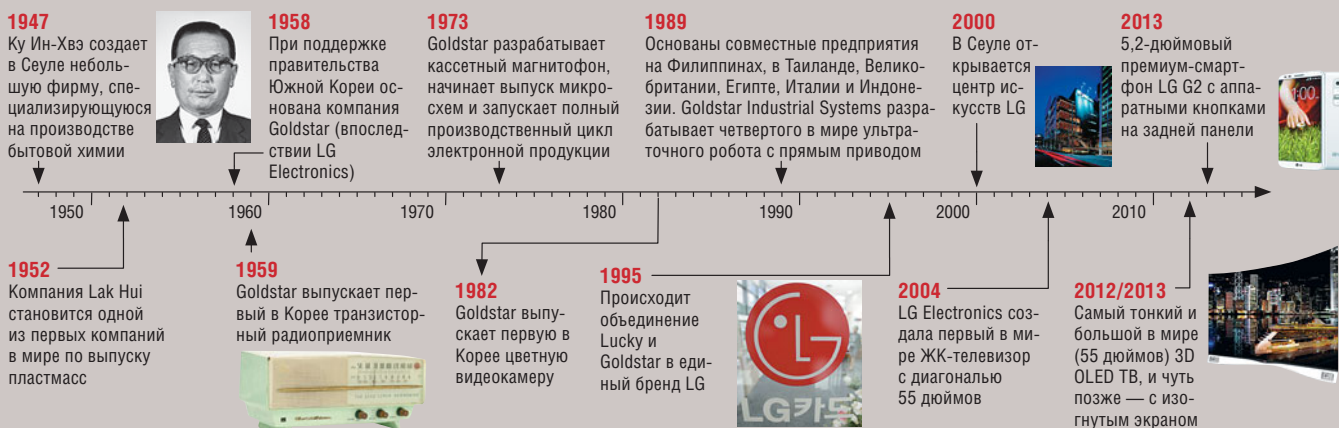 1947
Ку Ин-Хвэ создает
в Сеуле неболь-
шую фирму, спе-
циализирующуюся
на производстве
бытовой химии
1958
При поддержке
правительства
Южной Кореи ос-
нована компания
Goldstar (впослед-
ствии LG
Electronics)
1973
Goldstar разрабатывает
кассетный магнитофон,
начинает выпуск микро-
схем и запускает полный
производственный цикл
электронной продукции
1989
Основаны совместные предприятия
на Филиппинах, в Таиланде, Велико-
британии, Египте, Италии и Индоне-
зии. Goldstar Industrial Systems разра-
батывает четвертого в мире ультра-
точного робота с прямым приводом
2000
В Сеуле от-
крывается
центр ис-
кусств LG
2013
5,2-дюймовый
премиум-смарт-
фон LG G2 с аппа-
ратными кнопками
на задней панели
1:00
1950
1960
1970
1980
1990
2000
2010
1952
Компания Lak Hui
становится одной
из первых компаний
в мире по выпуску
пластмасс
1959
Goldstar выпускает пер-
вый в Корее транзистор-
ный радиоприемник
1982
Goldstar выпу-
скает первую в
Корее цветную
видеокамеру
1995
Происходит
объединение
Lucky и
Goldstar в еди-
ный бренд LG
LG
LG카드
2004
LG Electronics соз-
дала первый в ми-
ре ЖК-телевизор
с диагональю
55 дюймов
2012/2013
Самый тонкий и
большой в мире
(55 дюймов) 3D
OLED ТВ, и чуть
позже — с изо-
гнутым экраном